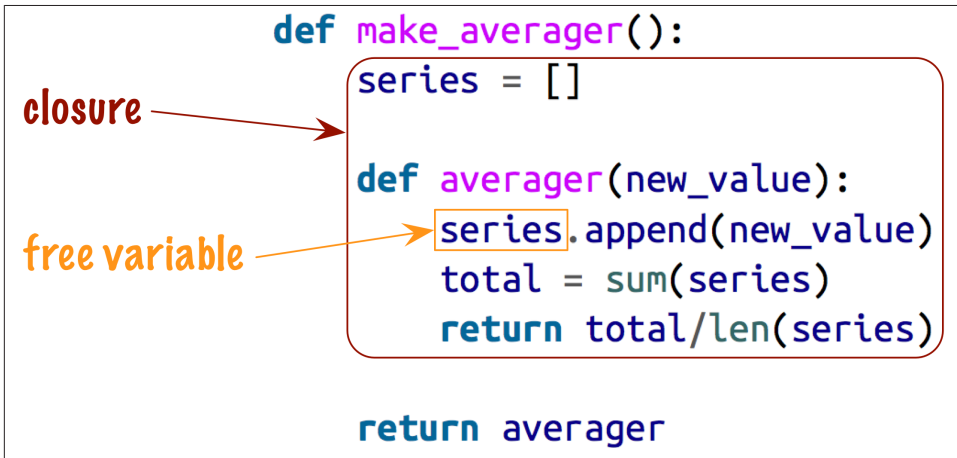 def make_averager():
series = []
closure
def averager(new_value):
series.append(new_value)
free variable
total = sum(series)
return total/len(series)
return averager